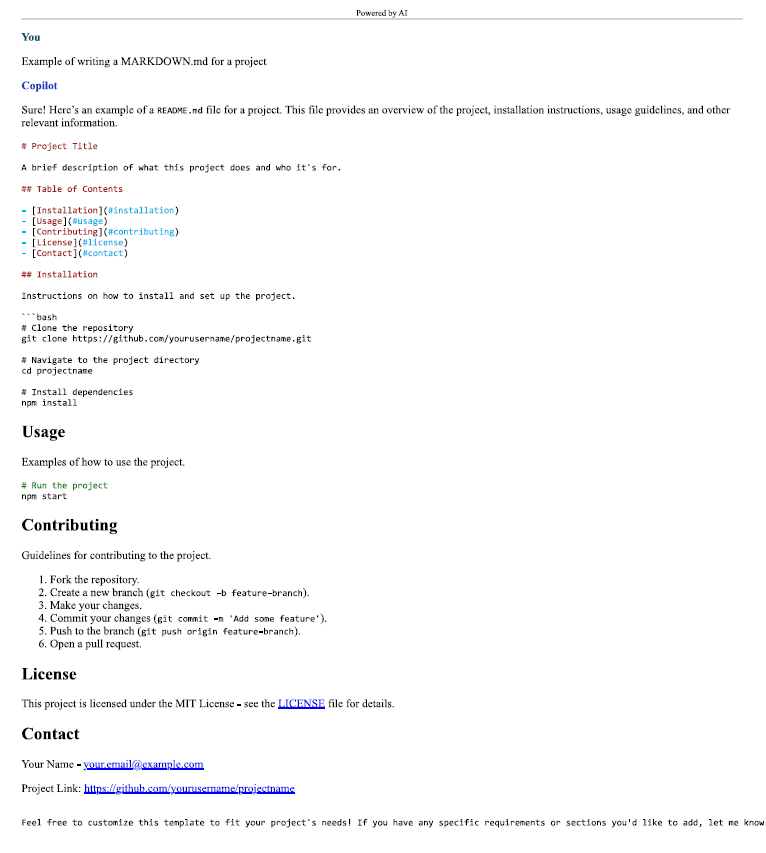 Powered by AI
You
Example of writing a MARKDOWN.md for a project
Copilot
Sure! Here's an example of a README.md file for a project. This file provides an overview of the project, installation instructions, usage guidelines, and other
relevant information.
# Project Title
A brief description of what this project does and who it's for.
## Table of Contents
- [Installation](#installation)
- [Usage](#usage)
- [Contributing](#contributing)
- [License](#license)
- [Contact](#contact)
## Installation
Instructions on how to install and set up the project.
```bash
# Clone the repository
git clone https://github.com/yourusername/projectname.git
# Navigate to the project directory
cd projectname
# Install dependencies
npm install
Usage
Examples of how to use the project.
# Run the project
npm start
Contributing
Guidelines for contributing to the project.
1. Fork the repository.
2. Create a new branch (git checkout -b feature-branch).
3. Make your changes.
4. Commit your changes (git commit -m 'Add some feature').
5. Push to the branch (git push origin feature-branch).
6. Open a pull request.
License
This project is licensed under the MIT License - see the LICENSE file for details.
Contact
Your Name - your.email@example.com
Project Link: https://github.com/yourusername/projectname
Feel free to customize this template to fit your project's needs! If you have any specific requirements or sections you'd like to add, let me know